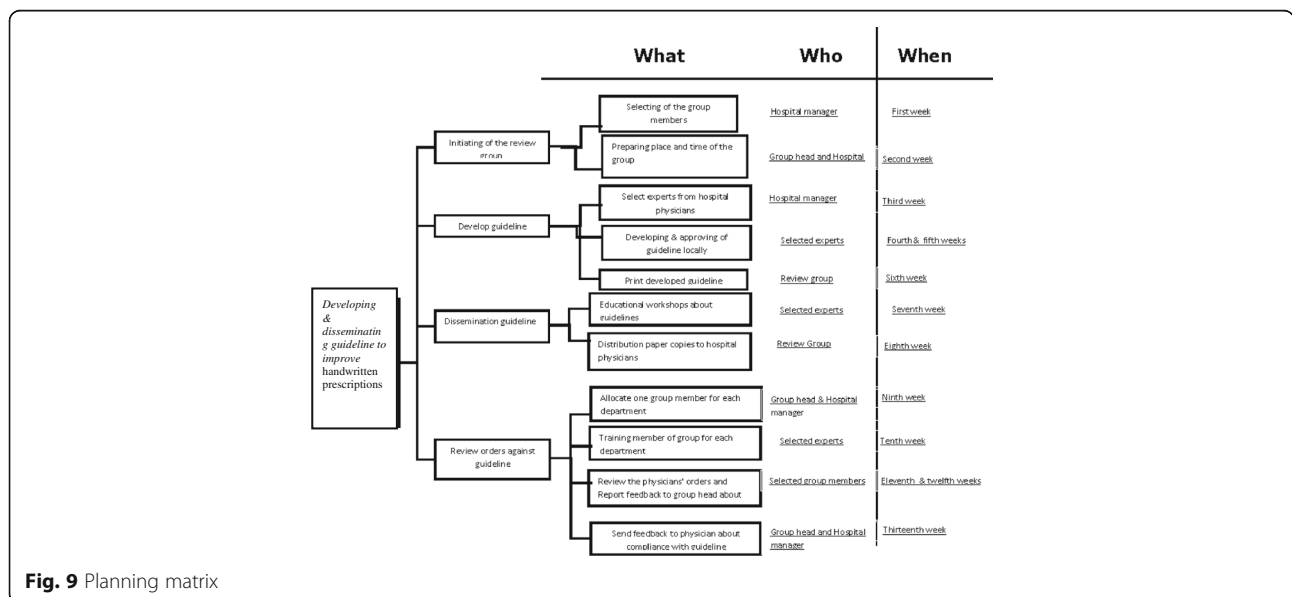 What Who When
Selecting of the group
members
Hospital manager
First week
Initiating of the review
group
Preparing place and time of the
group
Group head and Hospital
Second week
Select experts from hospital
physicians
Hospital manager
Third week
Develop guideline
Developing & approving of
guideline locally
Selected experts
Fourth & fifth weeks
Print developed guideline
Review group
Sixth week
Developing
&
disseminatin
g guideline to
improve
handwritten
prescriptions
Educational workshops about
guidelines
Selected experts
Seventh week
Dissemination guideline
Distribution paper copies to hospital
physicians
Review Group
Eighth week
Allocate one group member for each
department
Group head & Hospital
manager
Ninth week
Review orders against
guideline
Training member of group for each
department
Selected experts
Tenth week
Review the physicians' orders and
Report feedback to group head about
Selected group members
Eleventh & twelfth weeks
Send feedback to physician about
compliance with guideline
Group head and Hospital
manager
Thirteenth week
Fig. 9 Planning matrix